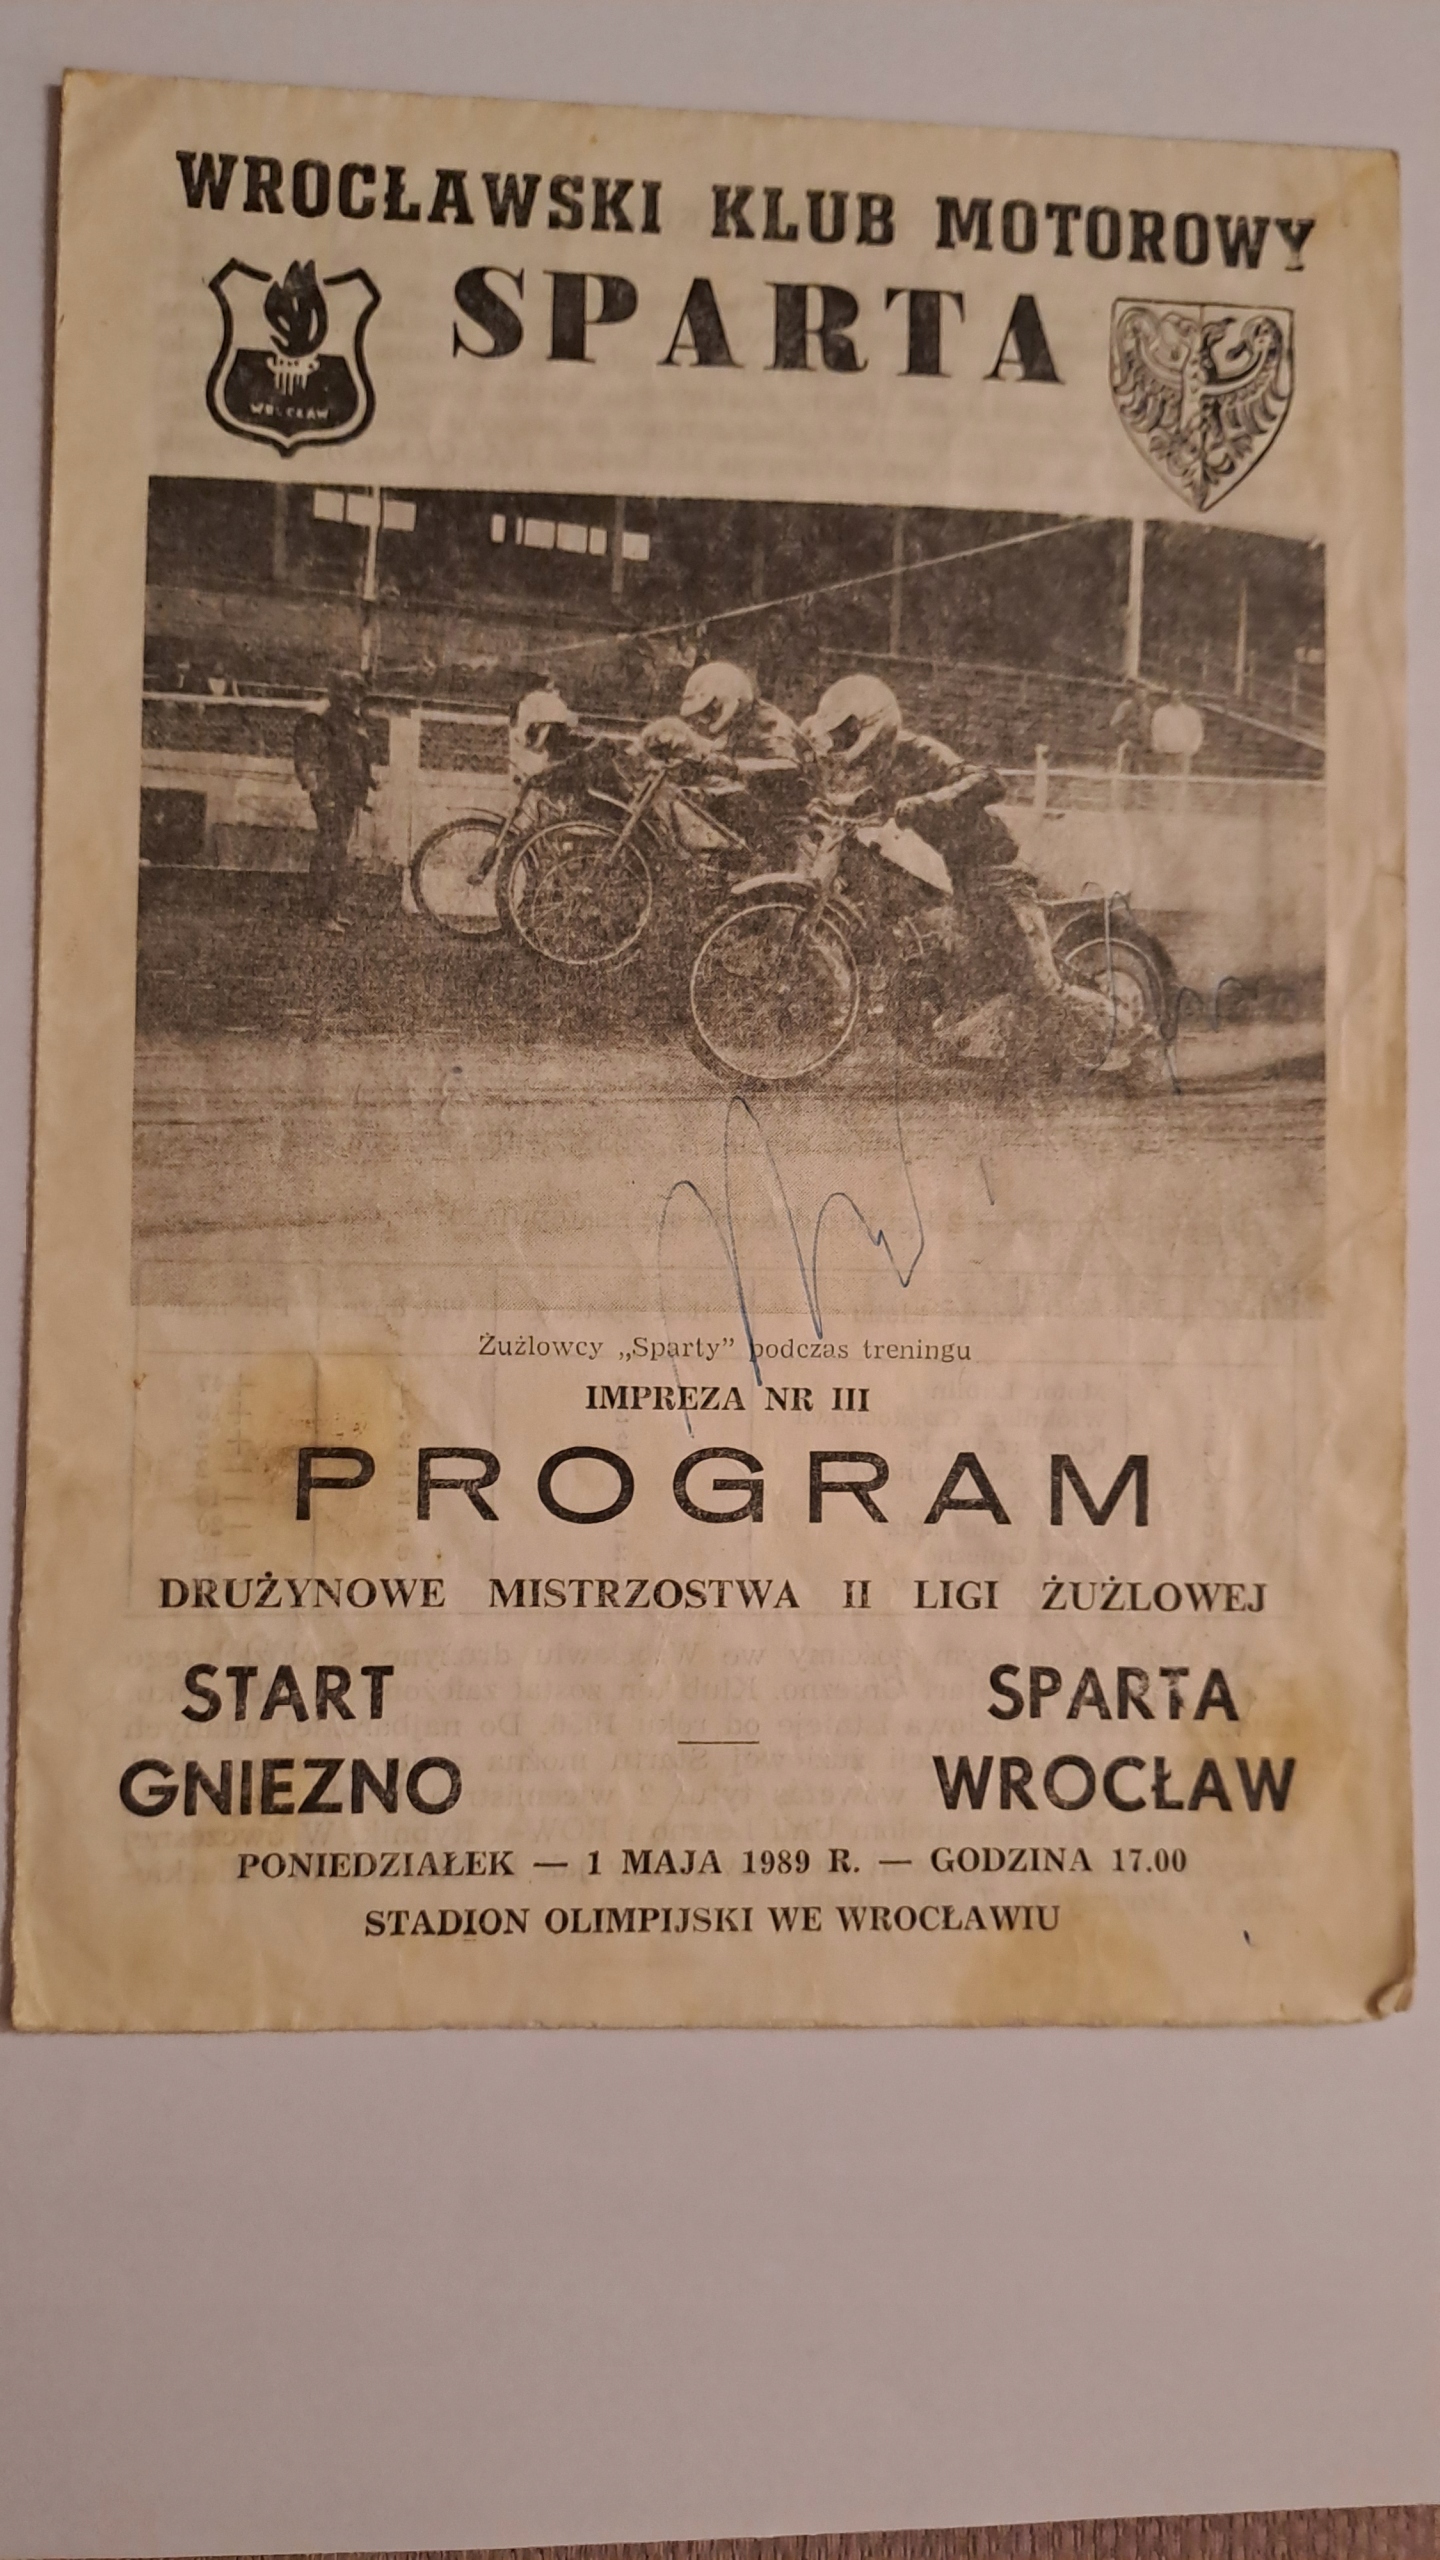 WROCŁAWSKI KLUB MOTOROWY
SPARTA
WROCŁAW
Żużlowcy „Sparty” podczas treningu
IMPREZA NR III
PROGRAM
DRUŻYNOWE MISTRZOSTWA II LIGI ŻUŻLOWEJ
START GNIEZNO — SPARTA WROCŁAW
PONIEDZIAŁEK — 1 MAJA 1989 R. — GODZINA 17.00
STADION OLIMPIJSKI WE WROCŁAWIU